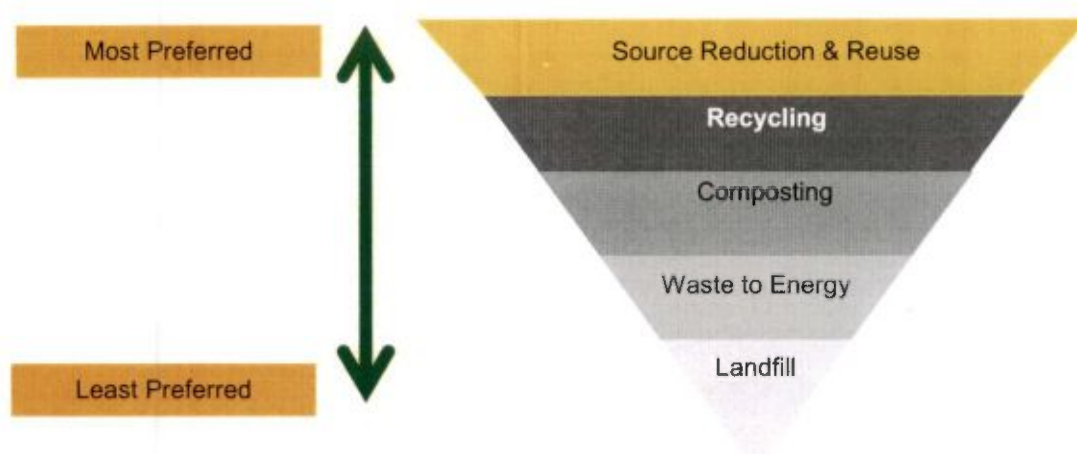 Most Preferred
Source Reduction & Reuse
Recycling
Composting
Waste to Energy
Landfill
Least Preferred